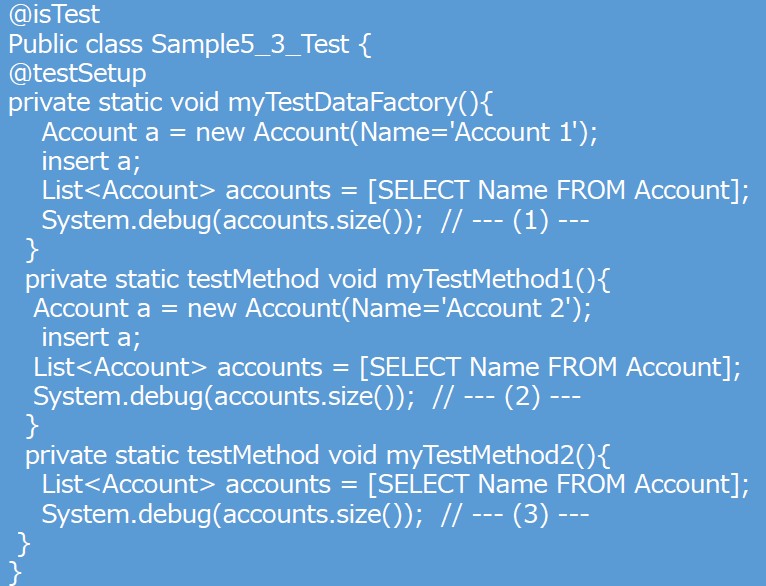 @isTest
Public class Sample5_3_Test {
@testSetup
private static void myTestDataFactory(){
Account a = new Account(Name='Account 1');
insert a;
List<Account> accounts = [SELECT Name FROM Account];
System.debug(accounts.size());  // --- (1) ---
}
private static testMethod void myTestMethod1(){
Account a = new Account(Name='Account 2');
insert a;
List<Account> accounts = [SELECT Name FROM Account];
System.debug(accounts.size());  // --- (2) ---
}
private static testMethod void myTestMethod2(){
List<Account> accounts = [SELECT Name FROM Account];
System.debug(accounts.size());  // --- (3) ---
}
}